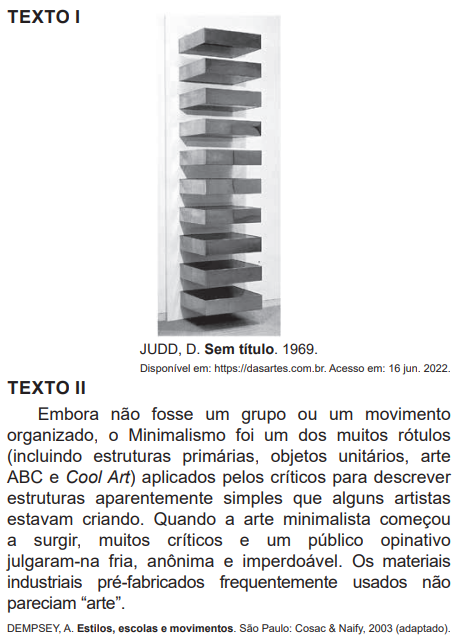 TEXTO I
JUDD, D. Sem título. 1969.
Disponível em: https://dasartes.com.br. Acesso em: 16 jun. 2022.
TEXTO II
Embora não fosse um grupo ou um movimento
organizado, o Minimalismo foi um dos muitos rótulos
(incluindo estruturas primárias, objetos unitários, arte
ABC e Cool Art) aplicados pelos críticos para descrever
estruturas aparentemente simples que alguns artistas
estavam criando. Quando a arte minimalista começou
a surgir, muitos críticos e um público opinativo
julgaram-na fria, anônima e imperdoável. Os materiais
industriais pré-fabricados frequentemente usados não
pareciam “arte”.
DEMPSEY, A. Estilos, escolas e movimentos. São Paulo: Cosac & Naify, 2003 (adaptado).